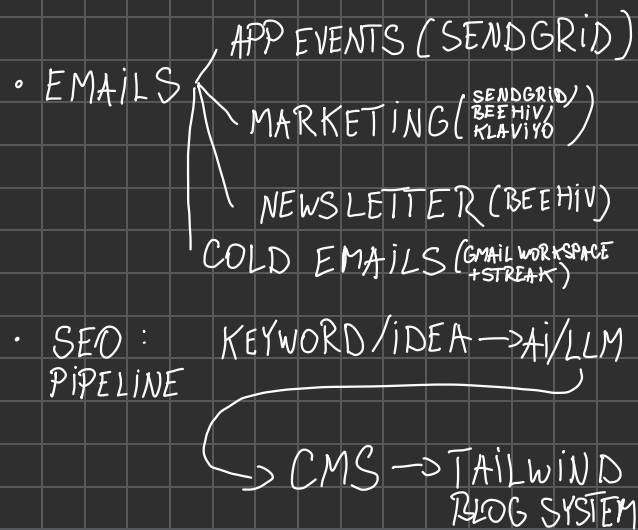 APP EVENTS (SENDGRID)
• EMAILS
MARKETING (SENDGRID/
BEEHIV/
KLAVIYO)
NEWSLETTER (BEEHIV)
COLD EMAILS (GMAIL WORKSPACE
+STREAK)
• SEO: KEYWORD/IDEA → AI/LLM
PIPELINE
→ CMS → TAILWIND
BLOG SYSTEM